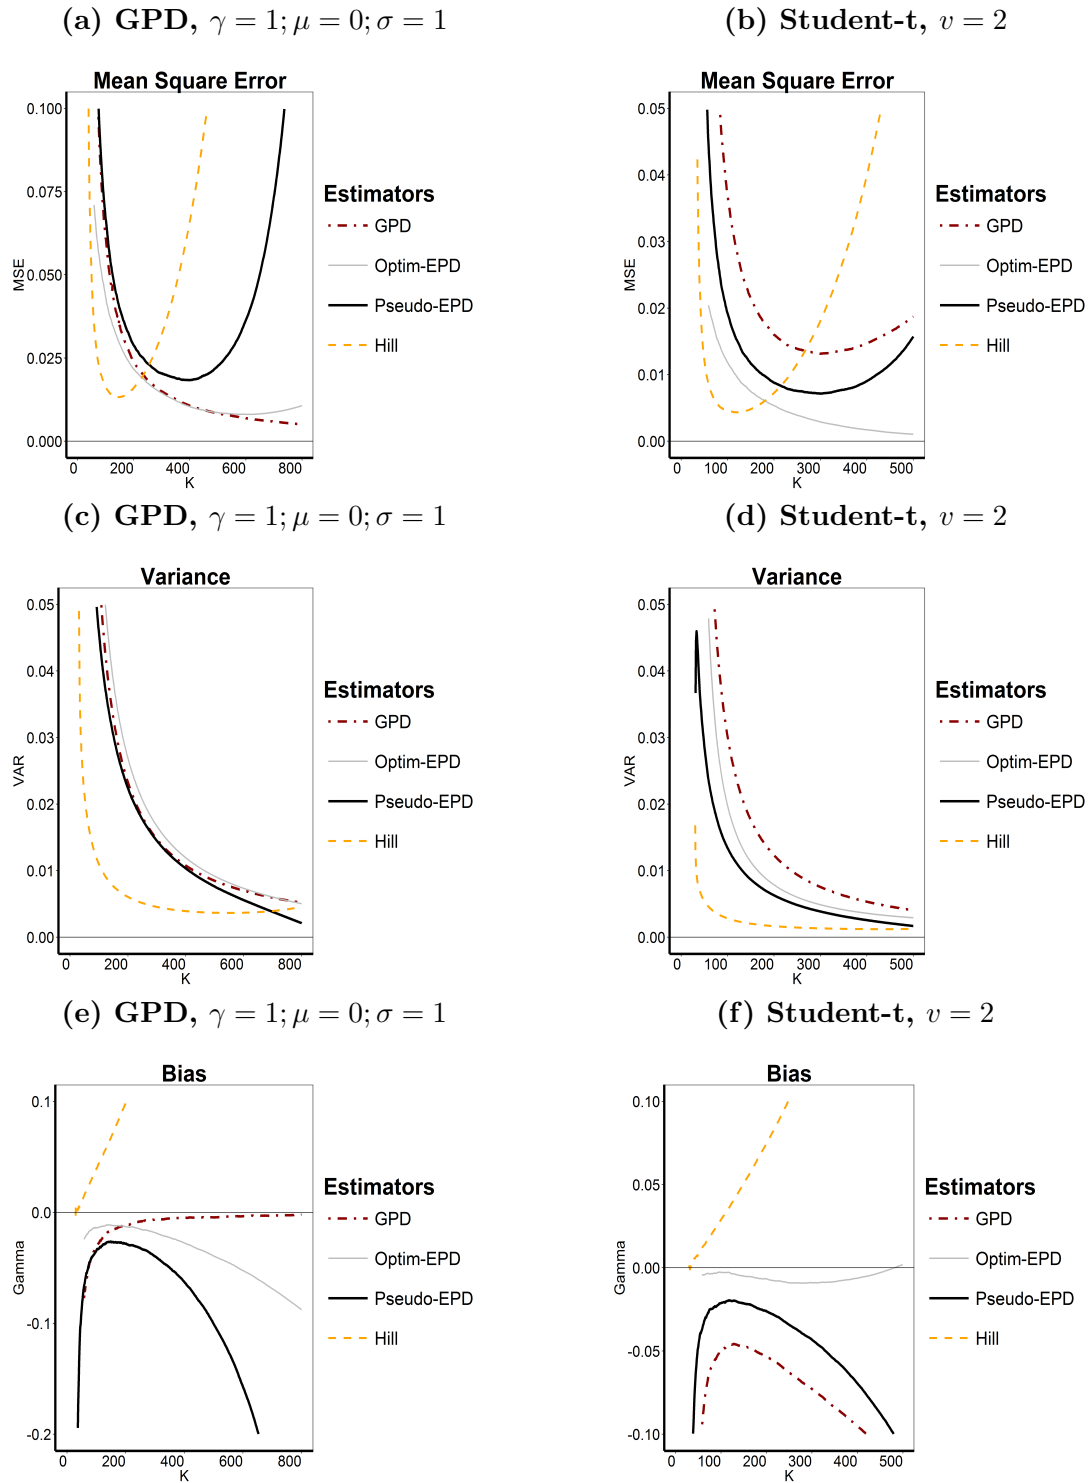 (a) GPD, γ = 1; μ = 0; σ = 1
Mean Square Error
0.100
0.075
0.050
0.025
0.000
MSE
0 200 400 600 800
K
Estimators
GPD
Optim-EPD
Pseudo-EPD
Hill
(b) Student-t, v = 2
Mean Square Error
0.05
0.04
0.03
0.02
0.01
0.00
MSE
0 100 200 300 400 500
K
Estimators
GPD
Optim-EPD
Pseudo-EPD
Hill
(c) GPD, γ = 1; μ = 0; σ = 1
Variance
0.05
0.04
0.03
0.02
0.01
0.00
VAR
0 200 400 600 800
K
Estimators
GPD
Optim-EPD
Pseudo-EPD
Hill
(d) Student-t, v = 2
Variance
0.05
0.04
0.03
0.02
0.01
0.00
VAR
0 100 200 300 400 500
K
Estimators
GPD
Optim-EPD
Pseudo-EPD
Hill
(e) GPD, γ = 1; μ = 0; σ = 1
Bias
0.1
0.0
-0.1
-0.2
Gamma
0 200 400 600 800
K
Estimators
GPD
Optim-EPD
Pseudo-EPD
Hill
(f) Student-t, v = 2
Bias
0.10
0.05
0.00
-0.05
-0.10
Gamma
0 100 200 300 400 500
K
Estimators
GPD
Optim-EPD
Pseudo-EPD
Hill